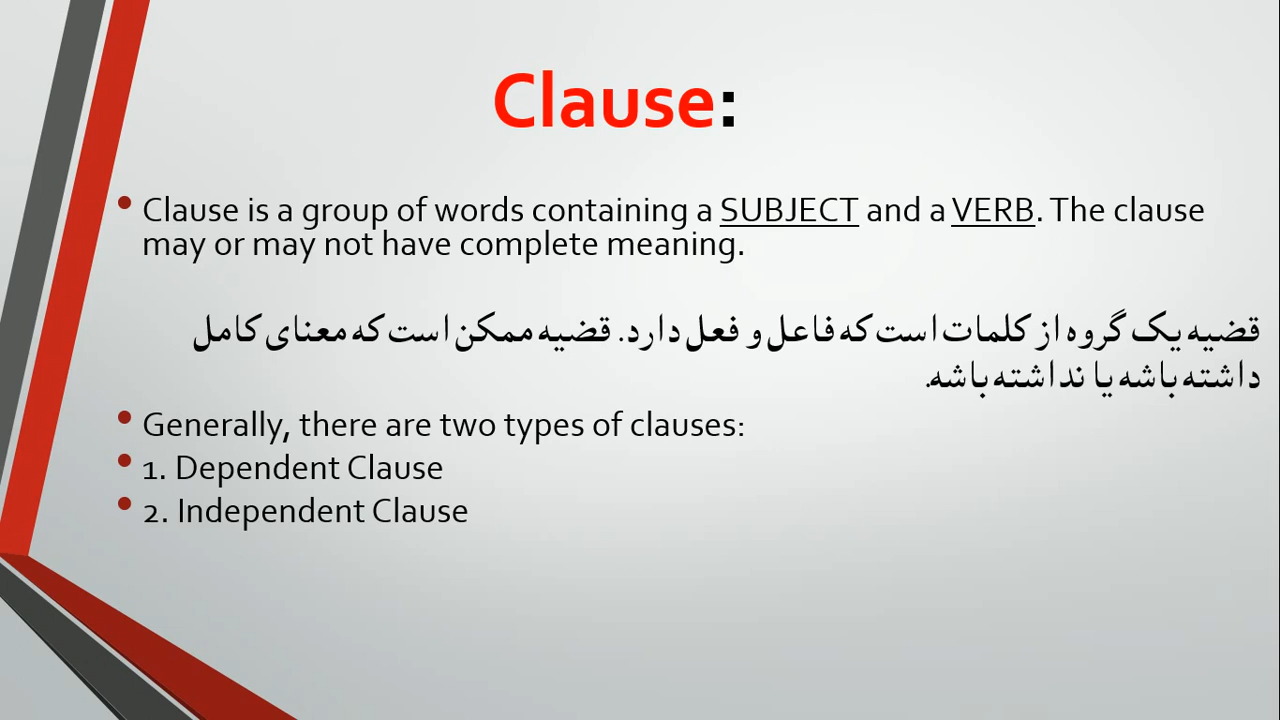 Clause:
• Clause is a group of words containing a SUBJECT and a VERB. The clause
may or may not have complete meaning.
قضیه یک گروه از کلمات است که فاعل و فعل دارد. قضیه ممکن است که معنای کامل
داشته باشه یا نداشته باشه.
• Generally, there are two types of clauses:
• 1. Dependent Clause
• 2. Independent Clause